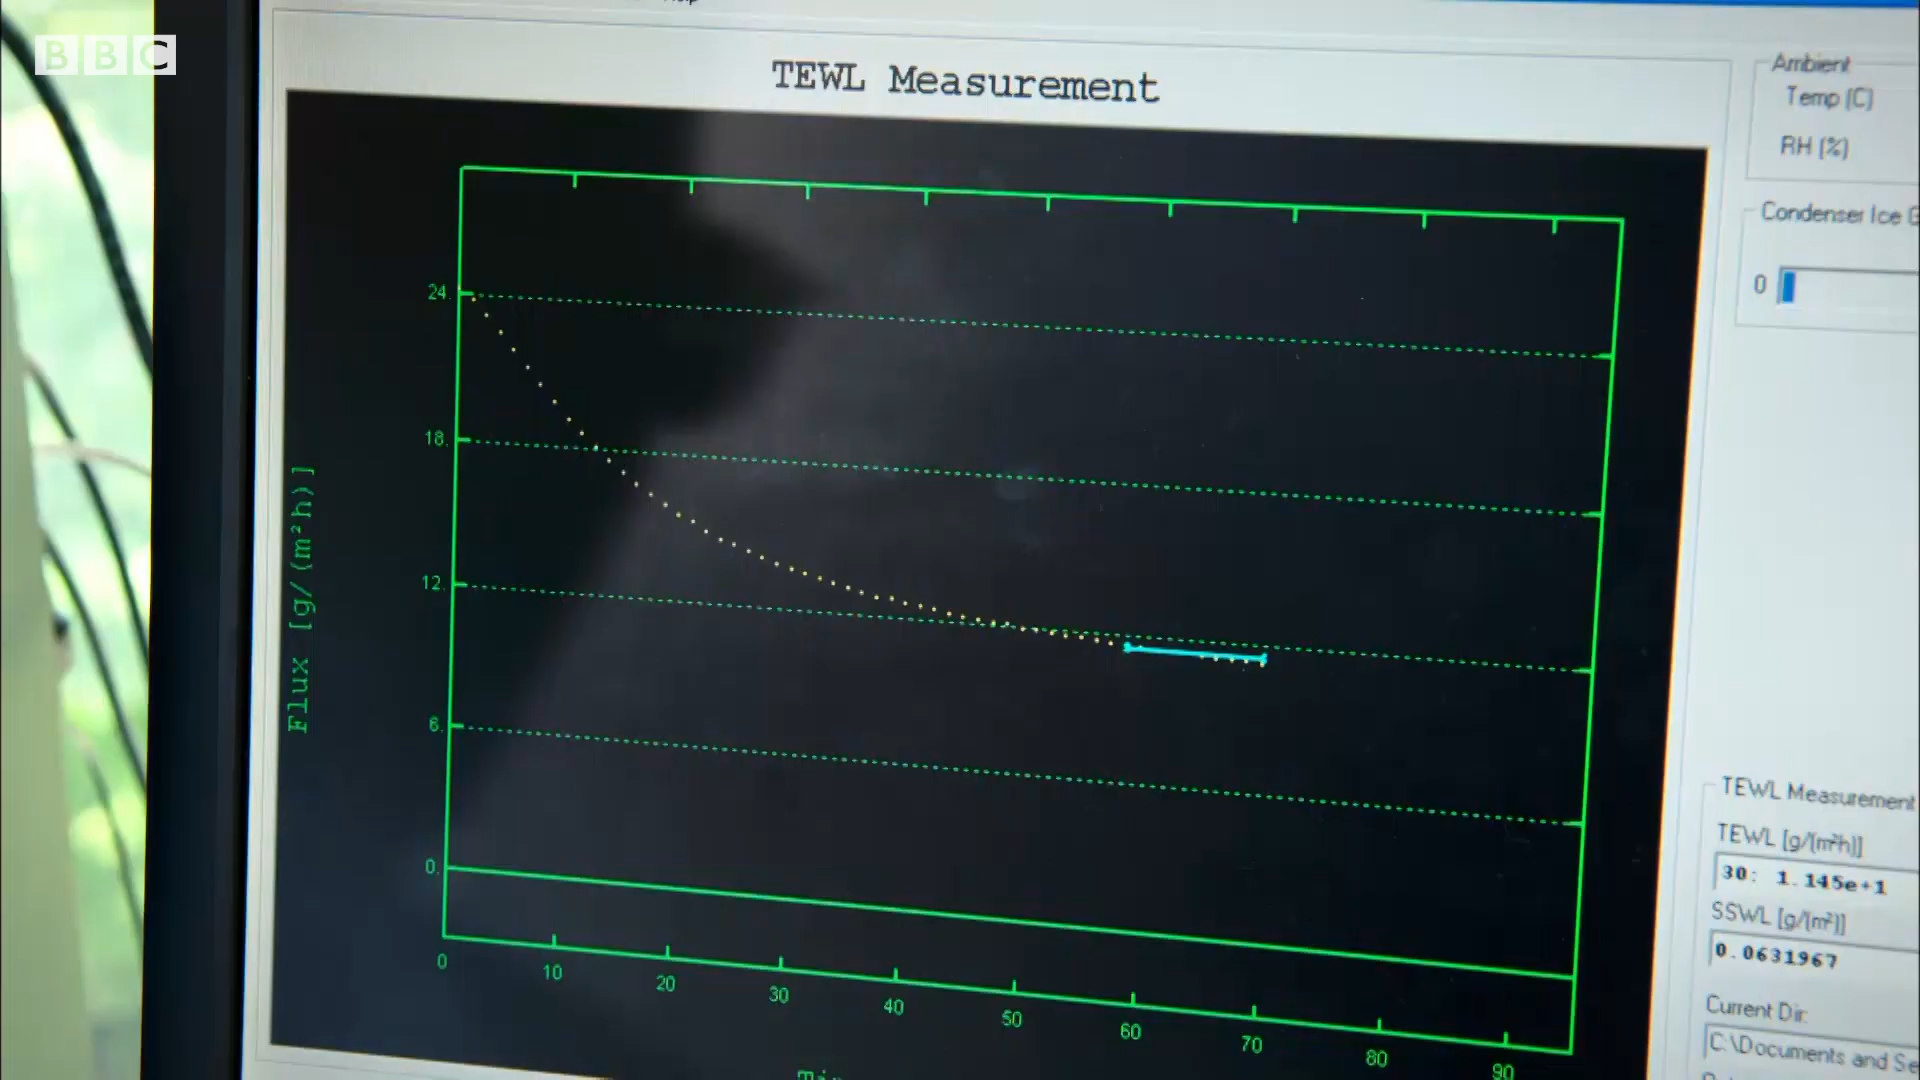 BBC
Help
TEWL Measurement
Ambient
Temp (C)
RH (%)
Condenser Ice
0
24.
18.
12.
6.
0.
Flux [g/(m²h)]
0 10 20 30 40 50 60 70 80 90
TEWL Measurement
TEWL [g/(m²h)]
30: 1.145e+1
SSWL [g/(m²)]
0.0631967
Current Dir:
C:\Documents and Se